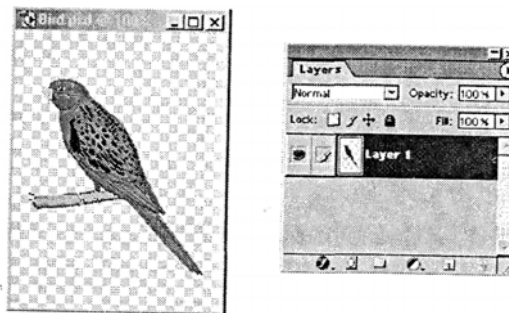 Bird.psd @ 100%
Layers
Normal
Opacity: 100 %
Lock:
Fill: 100 %
Layer 1